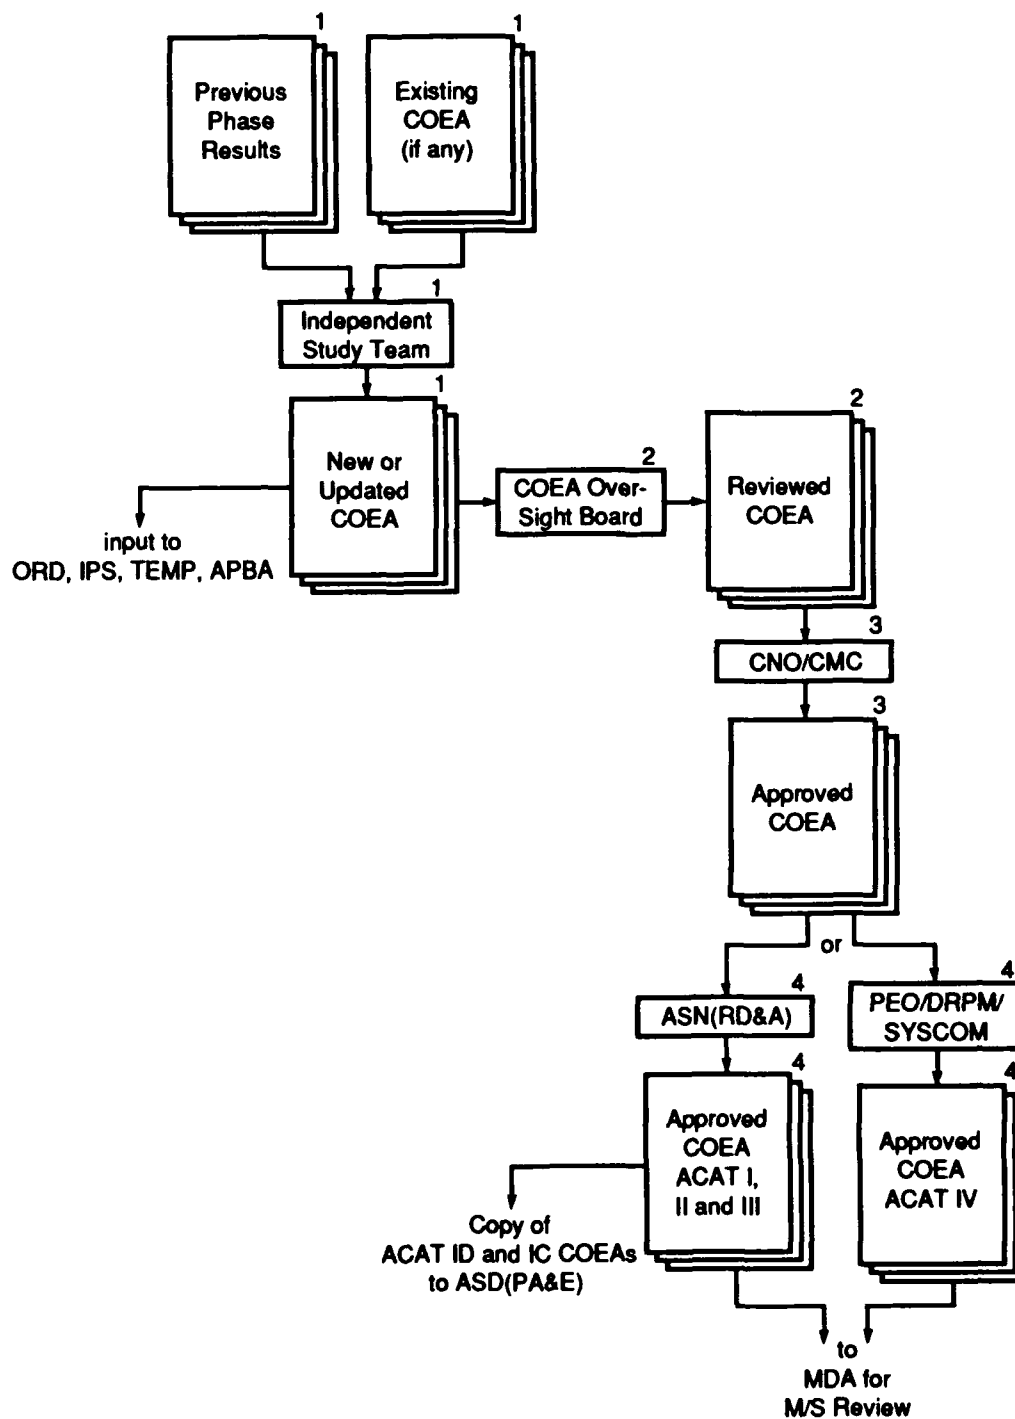 1
1
Previous
Phase
Results
Existing
COEA
(if any)
1
Independent
Study Team
1
New or
Updated
COEA
2
COEA Over-
Sight Board
2
Reviewed
COEA
input to
ORD, IPS, TEMP, APBA
3
CNO/CMC
3
Approved
COEA
or
4
ASN(RD&A)
4
PEO/DRPM/
SYSCOM
4
Approved
COEA
ACAT I,
II and III
4
Approved
COEA
ACAT IV
Copy of
ACAT ID and IC COEAs
to ASD(PA&E)
to
MDA for
M/S Review